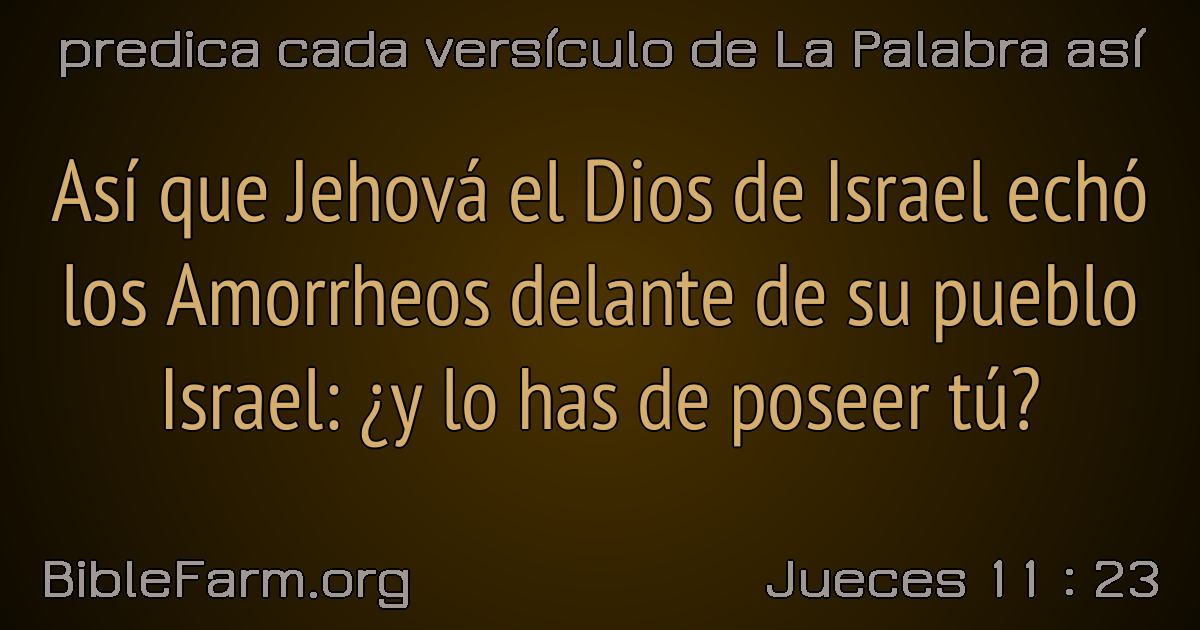 predica cada versículo de La Palabra así
Así que Jehová el Dios de Israel echó
los Amorrheos delante de su pueblo
Israel: ¿y lo has de poseer tú?
BibleFarm.org
Jueces 11 : 23